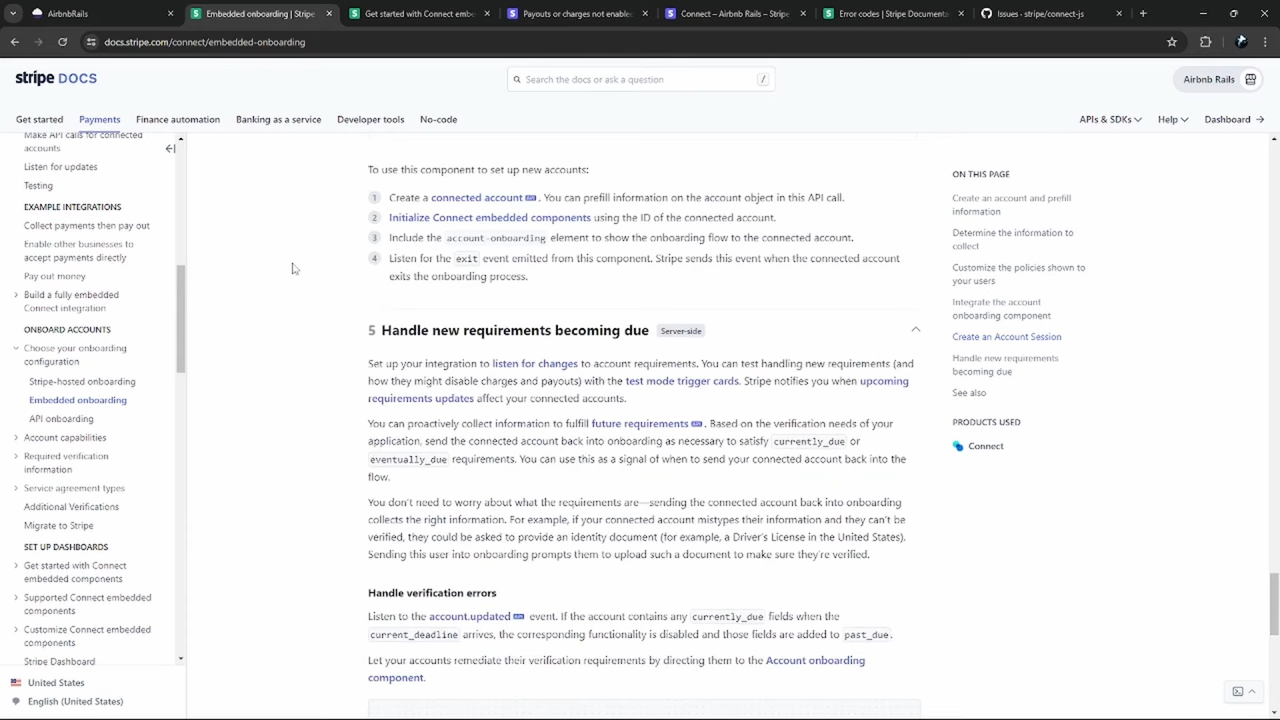 AirbnbRails
Embedded onboarding | Stripe
Get started with Connect emb
Payouts or charges not enable
Connect – Airbnb Rails – Stripe
Error codes | Stripe Documenta
Issues · stripe/connect-js
docs.stripe.com/connect/embedded-onboarding
stripe DOCS
Search the docs or ask a question
/
Airbnb Rails
Get started
Payments
Finance automation
Banking as a service
Developer tools
No-code
APIs & SDKs
Help
Dashboard →
Make API calls for connected
accounts
Listen for updates
Testing
EXAMPLE INTEGRATIONS
Collect payments then pay out
Enable other businesses to
accept payments directly
Pay out money
Build a fully embedded
Connect integration
ONBOARD ACCOUNTS
Choose your onboarding
configuration
Stripe-hosted onboarding
Embedded onboarding
API onboarding
Account capabilities
Required verification
information
Service agreement types
Additional Verifications
Migrate to Stripe
SET UP DASHBOARDS
Get started with Connect
embedded components
Supported Connect embedded
components
Customize Connect embedded
components
Stripe Dashboard
United States
English (United States)
To use this component to set up new accounts:
1 Create a connected account API . You can prefill information on the account object in this API call.
2 Initialize Connect embedded components using the ID of the connected account.
3 Include the account-onboarding element to show the onboarding flow to the connected account.
4 Listen for the exit event emitted from this component. Stripe sends this event when the connected account
exits the onboarding process.
5 Handle new requirements becoming due Server-side
Set up your integration to listen for changes to account requirements. You can test handling new requirements (and
how they might disable charges and payouts) with the test mode trigger cards. Stripe notifies you when upcoming
requirements updates affect your connected accounts.
You can proactively collect information to fulfill future requirements API . Based on the verification needs of your
application, send the connected account back into onboarding as necessary to satisfy currently_due or
eventually_due requirements. You can use this as a signal of when to send your connected account back into the
flow.
You don't need to worry about what the requirements are—sending the connected account back into onboarding
collects the right information. For example, if your connected account mistypes their information and they can't be
verified, they could be asked to provide an identity document (for example, a Driver's License in the United States).
Sending this user into onboarding prompts them to upload such a document to make sure they're verified.
Handle verification errors
Listen to the account.updated API event. If the account contains any currently_due fields when the
current_deadline arrives, the corresponding functionality is disabled and those fields are added to past_due.
Let your accounts remediate their verification requirements by directing them to the Account onboarding
component.
ON THIS PAGE
Create an account and prefill
information
Determine the information to
collect
Customize the policies shown to
your users
Integrate the account
onboarding component
Create an Account Session
Handle new requirements
becoming due
See also
PRODUCTS USED
Connect